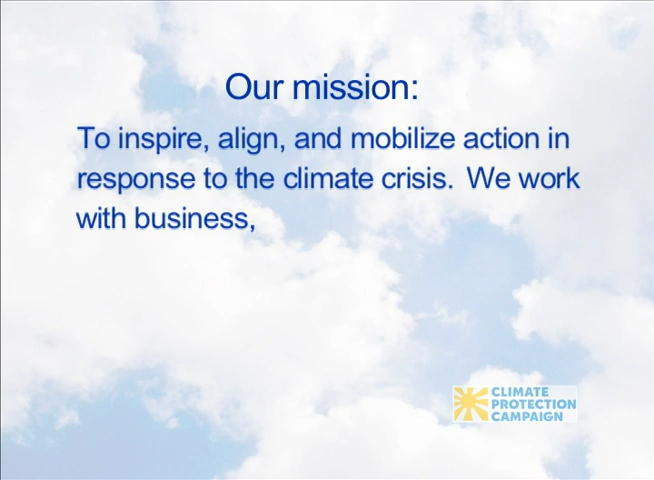 Our mission:
To inspire, align, and mobilize action in
response to the climate crisis. We work
with business,
CLIMATE
PROTECTION
CAMPAIGN